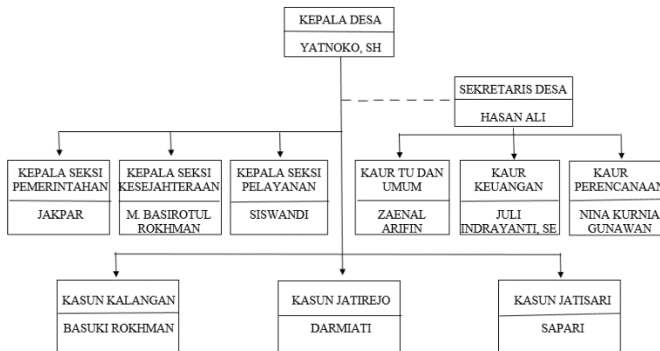 KEPALA DESA
YATNOKO, SH
SEKRETARIS DESA
HASAN ALI
KEPALA SEKSI
PEMERINTAHAN
JAKPAR
KEPALA SEKSI
KESEJAHTERAAN
M. BASIROTUL
ROKHMAN
KEPALA SEKSI
PELAYANAN
SISWANDI
KAUR TU DAN
UMUM
ZAENAL
ARIFIN
KAUR
KEUANGAN
JULI
INDRAYANTI, SE
KAUR
PERENCANAAN
NINA KURNIA
GUNAWAN
KASUN KALANGAN
BASUKI ROKHMAN
KASUN JATIREJO
DARMIATI
KASUN JATISARI
SAPARI